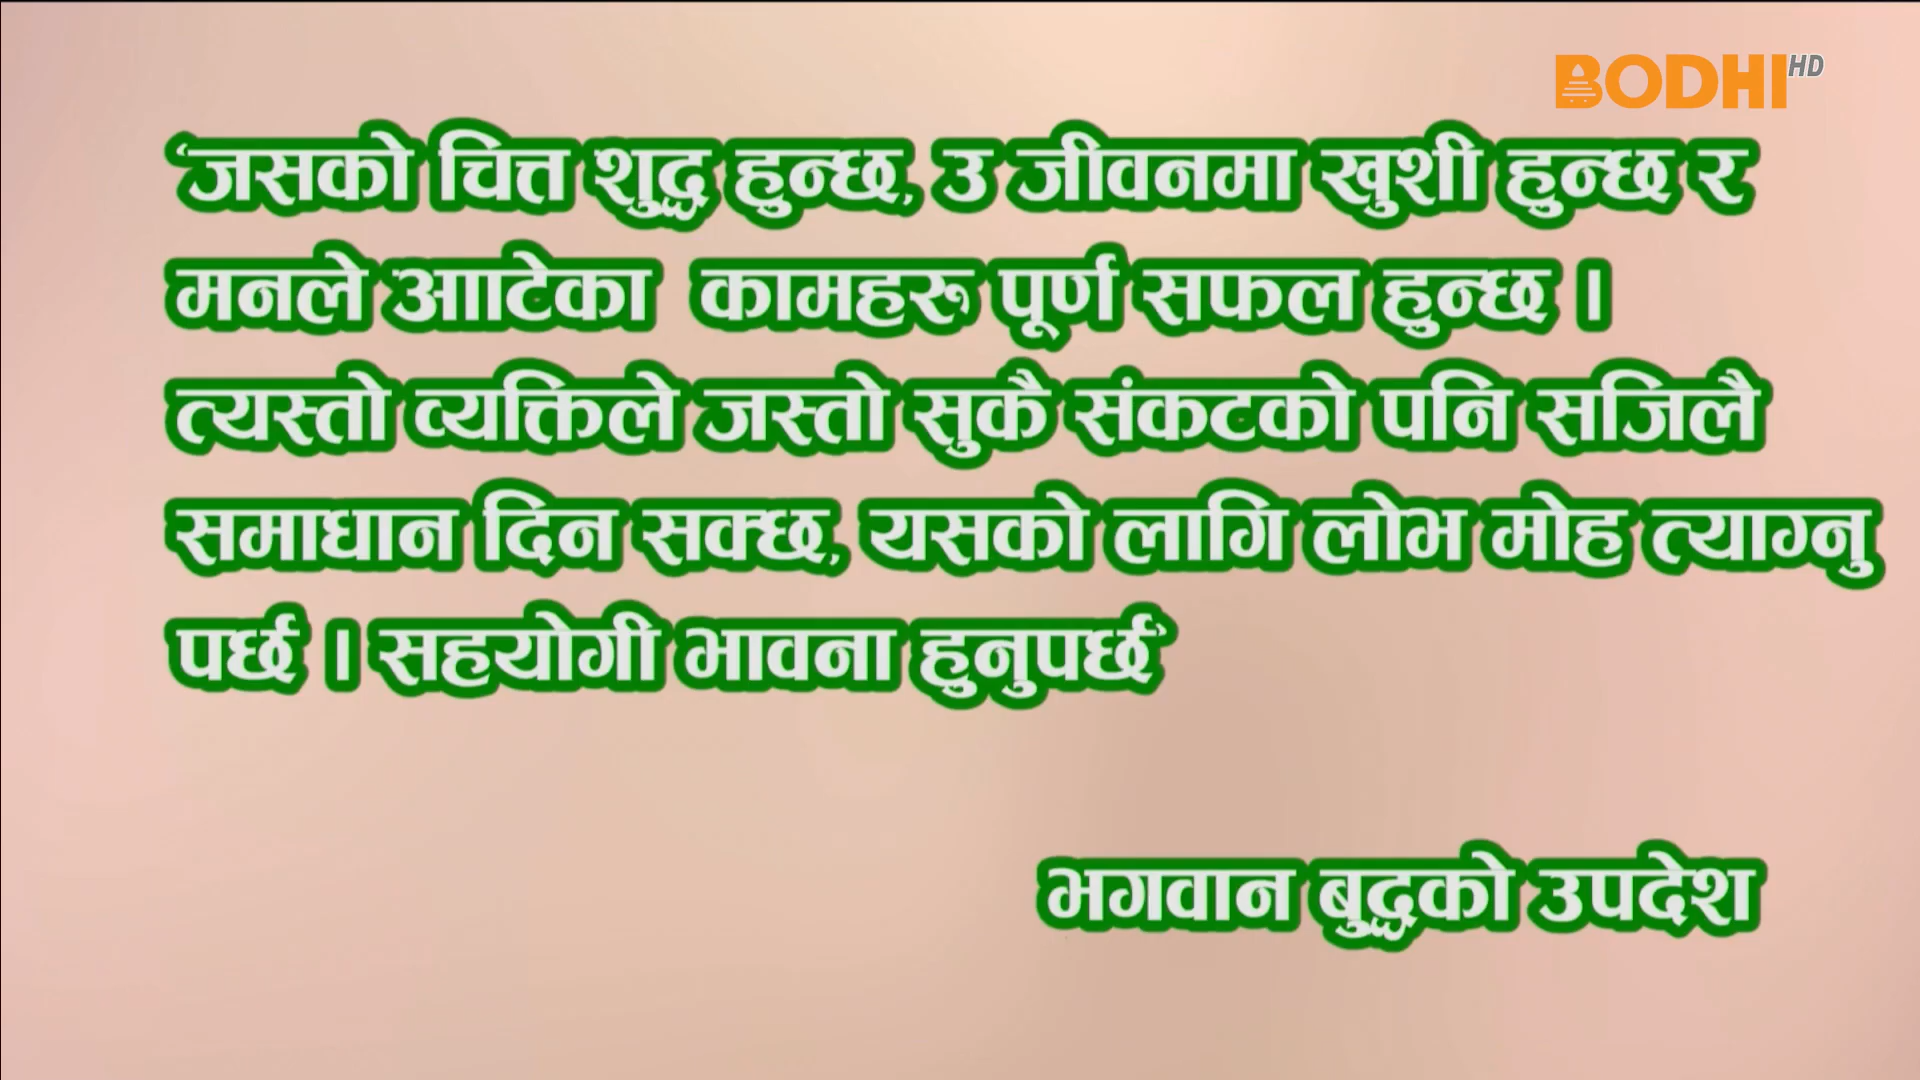 BODHI HD
‘जसको चित्त शुद्ध हुन्छ, उ जीवनमा खुशी हुन्छ र
मनले आाटेका कामहरु पूर्ण सफल हुन्छ ।
त्यस्तो व्यक्तिले जस्तो सुकै संकटको पनि सजिलै
समाधान दिन सक्छ, यसको लागि लोभ मोह त्याग्नु
पर्छ । सहयोगी भावना हुनुपर्छ’
भगवान बुद्धको उपदेश